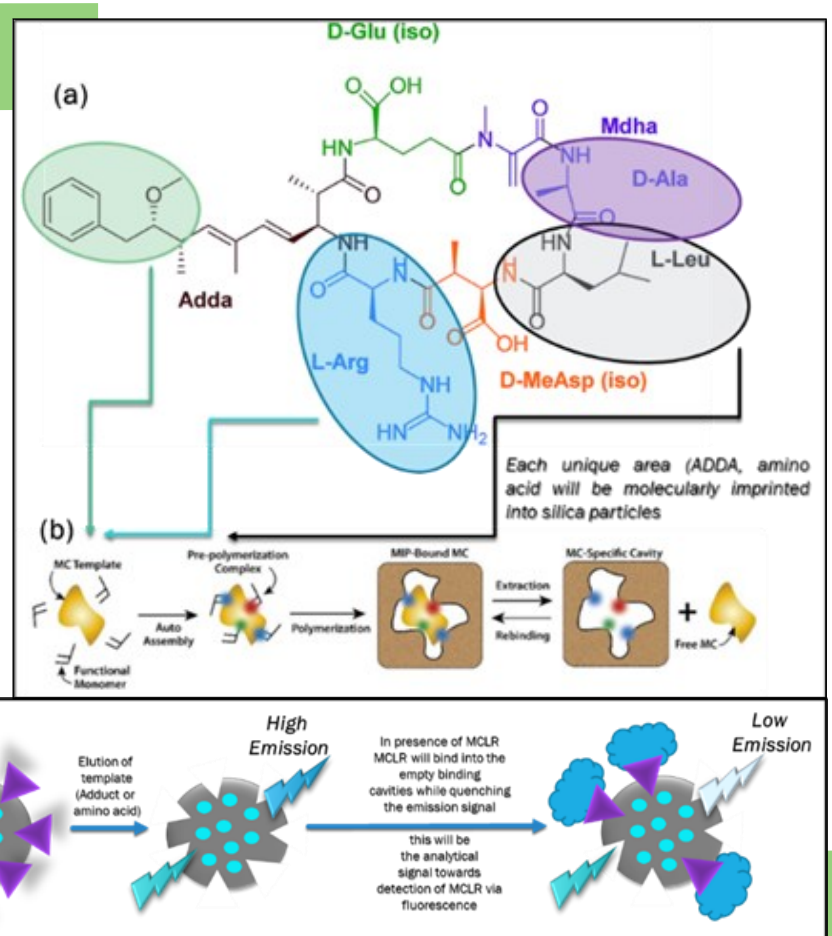 D-Glu (iso)
(a)
O
OH
HN
N
O
Mdha
NH
D-Ala
O
O
O
O
HN
L-Leu
NH
O
H
N
O
H
N
O
O
OH
Adda
L-Arg
D-MeAsp (iso)
NH
HN
NH2
Each unique area (ADDA, amino
acid will be molecularly imprinted
into silica particles
(b)
MC Template
Pre-polymerization
Complex
MIP-Bound MC
MC-Specific Cavity
Auto
Assembly
Polymerization
Extraction
Rebinding
+
Free MC
Functional
Monomer
High
Emission
Low
Emission
Elution of
template
(Adduct or
amino acid)
In presence of MCLR
MCLR will bind into the
empty binding
cavities while quenching
the emission signal
this will be
the analytical
signal towards
detection of MCLR via
fluorescence